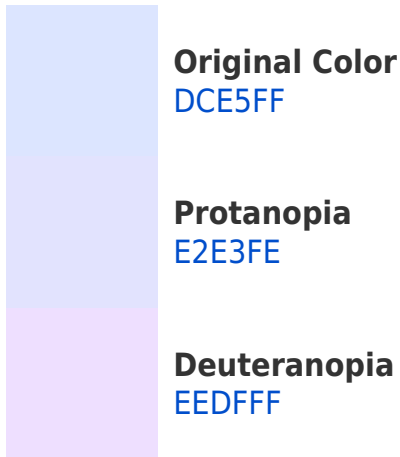 Original Color
DCE5FF
Protanopia
E2E3FE
Deuteranopia
EEDFFF